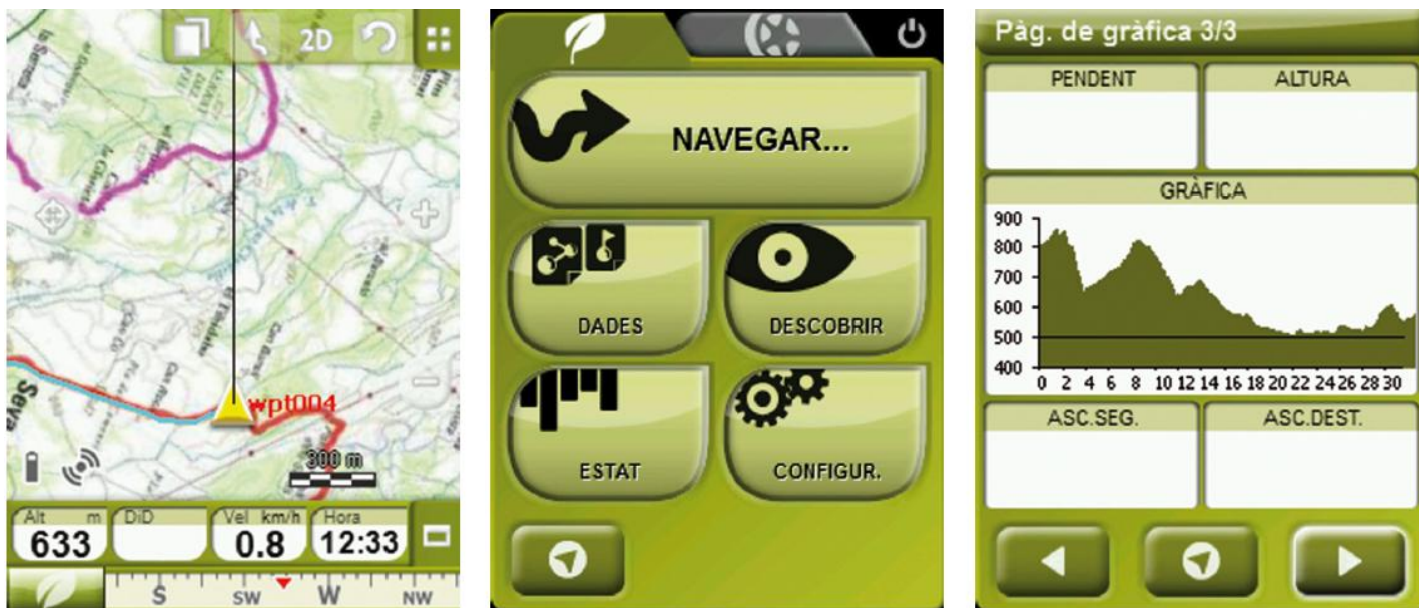 2D
Seva
wpt004
300 m
Alt m
DiD
Vel km/h
Hora
633
0.8
12:33
S SW W NW
NAVEGAR...
DADES
DESCOBRIR
ESTAT
CONFIGUR.
Pàg. de gràfica 3/3
PENDENT
ALTURA
GRÀFICA
900
800
700
600
500
400
0 2 4 6 8 10 12 14 16 18 20 22 24 26 28 30
ASC.SEG.
ASC.DEST.